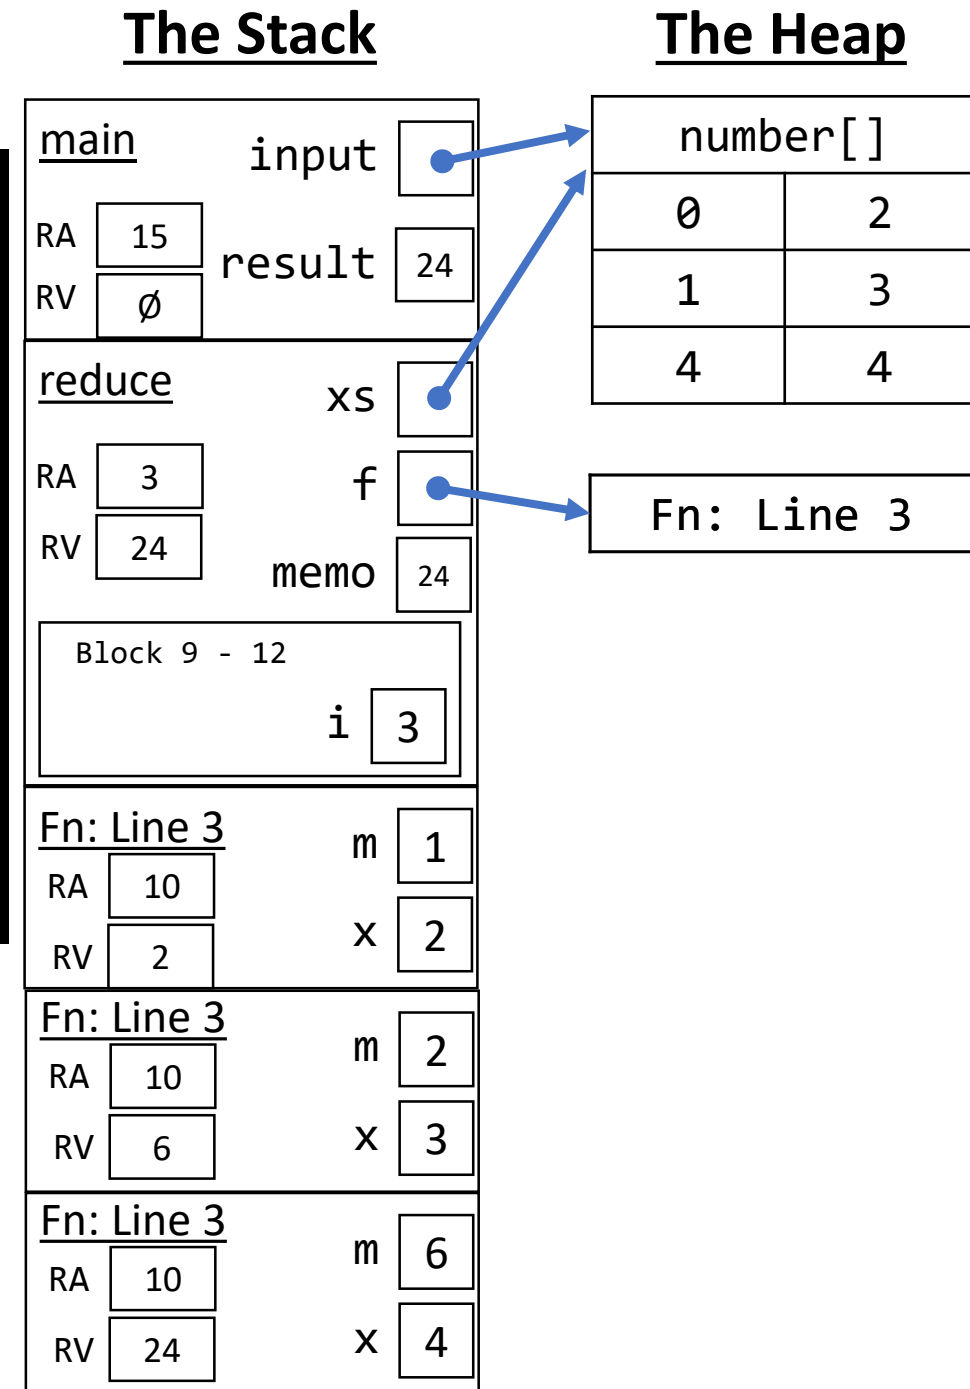 The Stack
main
input
RA 15
result 24
RV Ø
reduce
xs
RA 3
f
RV 24
memo 24
Block 9 - 12
i 3
Fn: Line 3
m 1
RA 10
x 2
RV 2
Fn: Line 3
m 2
RA 10
x 3
RV 6
Fn: Line 3
m 6
RA 10
x 4
RV 24
The Heap
number[]
0 2
1 3
4 4
Fn: Line 3